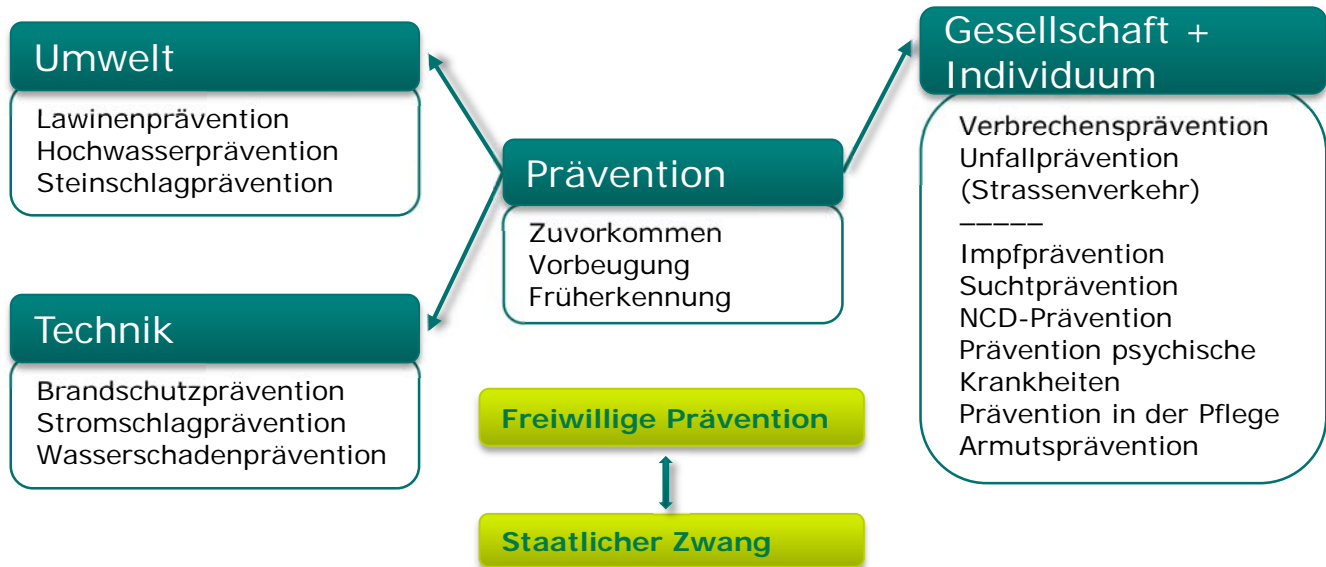 Umwelt
Lawinenprävention
Hochwasserprävention
Steinschlagprävention
Technik
Brandschutzprävention
Stromschlagprävention
Wasserschadenprävention
Prävention
Zuvorkommen
Vorbeugung
Früherkennung
Freiwillige Prävention
Staatlicher Zwang
Gesellschaft +
Individuum
Verbrechensprävention
Unfallprävention
(Strassenverkehr)
–––––
Impfprävention
Suchtprävention
NCD-Prävention
Prävention psychische
Krankheiten
Prävention in der Pflege
Armutsprävention